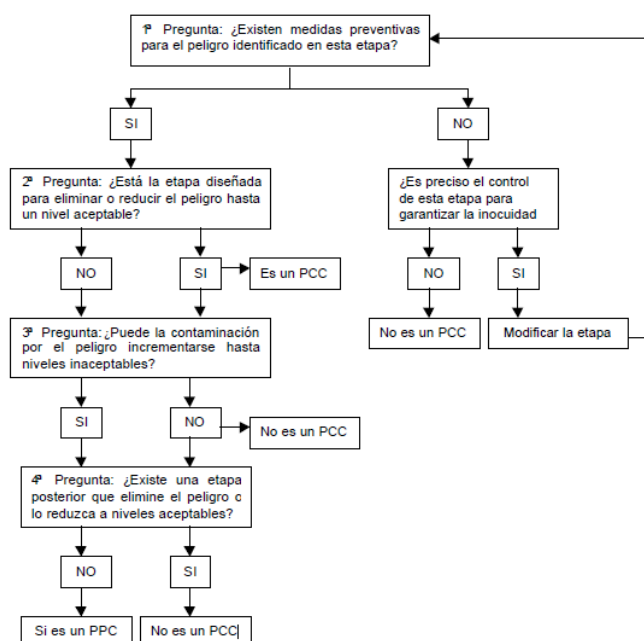 1ª Pregunta: ¿Existen medidas preventivas
para el peligro identificado en esta etapa?
SI
NO
2ª Pregunta: ¿Está la etapa diseñada
para eliminar o reducir el peligro hasta
un nivel aceptable?
¿Es preciso el control
de esta etapa para
garantizar la inocuidad
NO
SI
Es un PCC
NO
SI
3ª Pregunta: ¿Puede la contaminación
por el peligro incrementarse hasta
niveles inaceptables?
No es un PCC
Modificar la etapa
SI
NO
No es un PCC
4ª Pregunta: ¿Existe una etapa
posterior que elimine el peligro o
lo reduzca a niveles aceptables?
NO
SI
Si es un PPC
No es un PCC